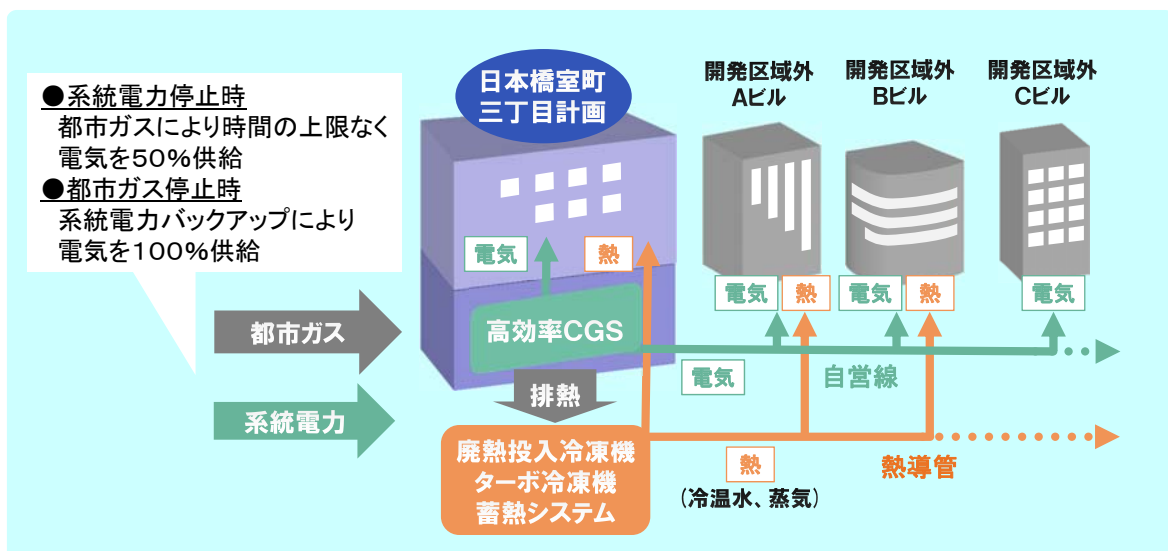 ●系統電力停止時
都市ガスにより時間の上限なく
電気を50%供給
●都市ガス停止時
系統電力バックアップにより
電気を100%供給
日本橋室町
三丁目計画
開発区域外
Aビル
開発区域外
Bビル
開発区域外
Cビル
電気
熱
電気
熱
電気
熱
電気
都市ガス
高効率CGS
電気
自営線
排熱
系統電力
廃熱投入冷凍機
ターボ冷凍機
蓄熱システム
熱
(冷温水、蒸気)
熱導管